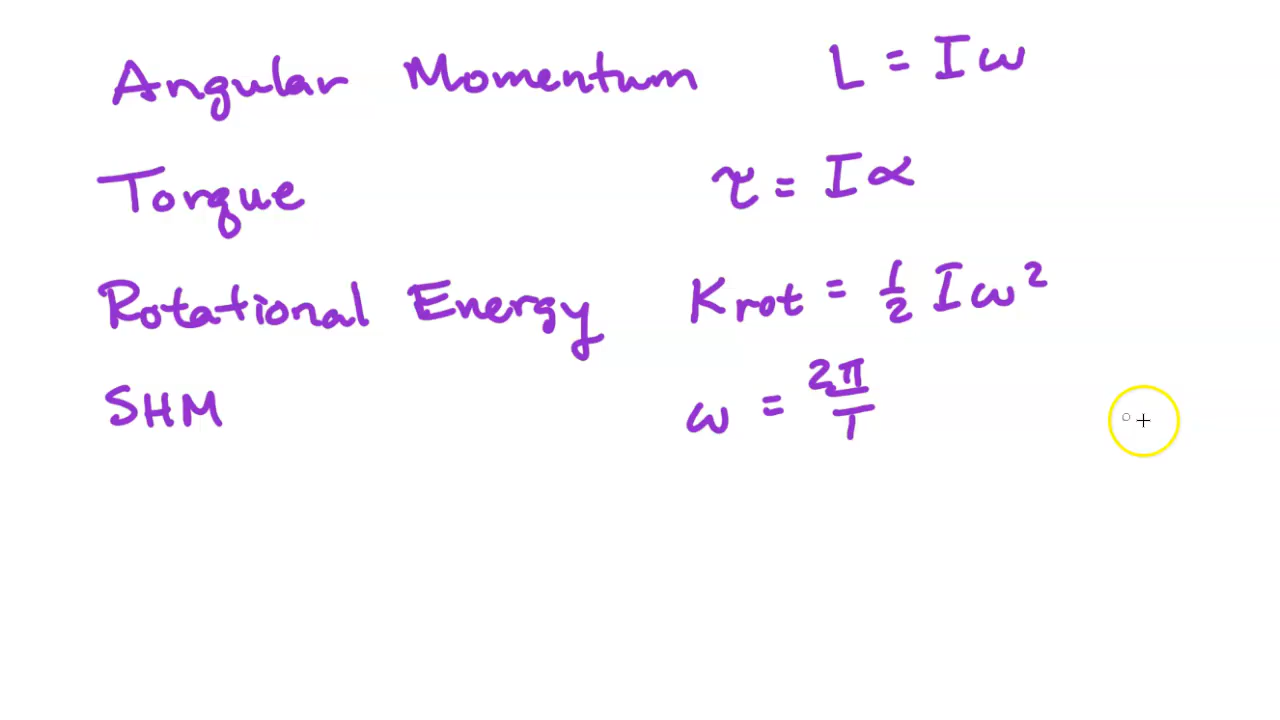 Angular Momentum L = Iω
Torque τ = Iα
Rotational Energy Krot = 1/2 Iω²
SHM ω = 2π/T